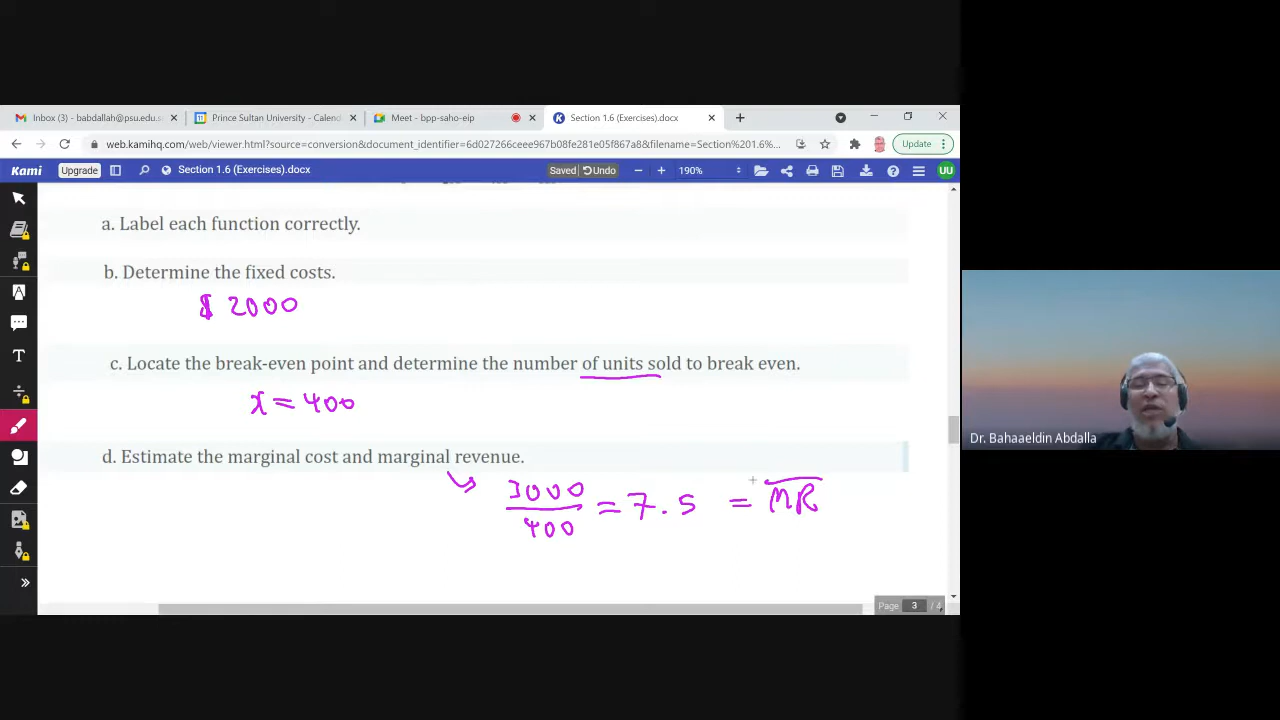 Inbox (3) - babdallah@psu.edu.s
Prince Sultan University - Calend
Meet - bpp-saho-eip
Section 1.6 (Exercises).docx
web.kamihq.com/web/viewer.html?source=conversion&document_identifier=6d027266ceee967b08fe281e05f867a8&filename=Section%201.6%...
Update
Kami
Upgrade
Section 1.6 (Exercises).docx
Saved
Undo
190%
UU
a. Label each function correctly.
b. Determine the fixed costs.
$ 2000
c. Locate the break-even point and determine the number of units sold to break even.
x = 400
d. Estimate the marginal cost and marginal revenue.
3000
400
= 7.5 = MR
Page 3 / 4
Dr. Bahaaeldin Abdalla